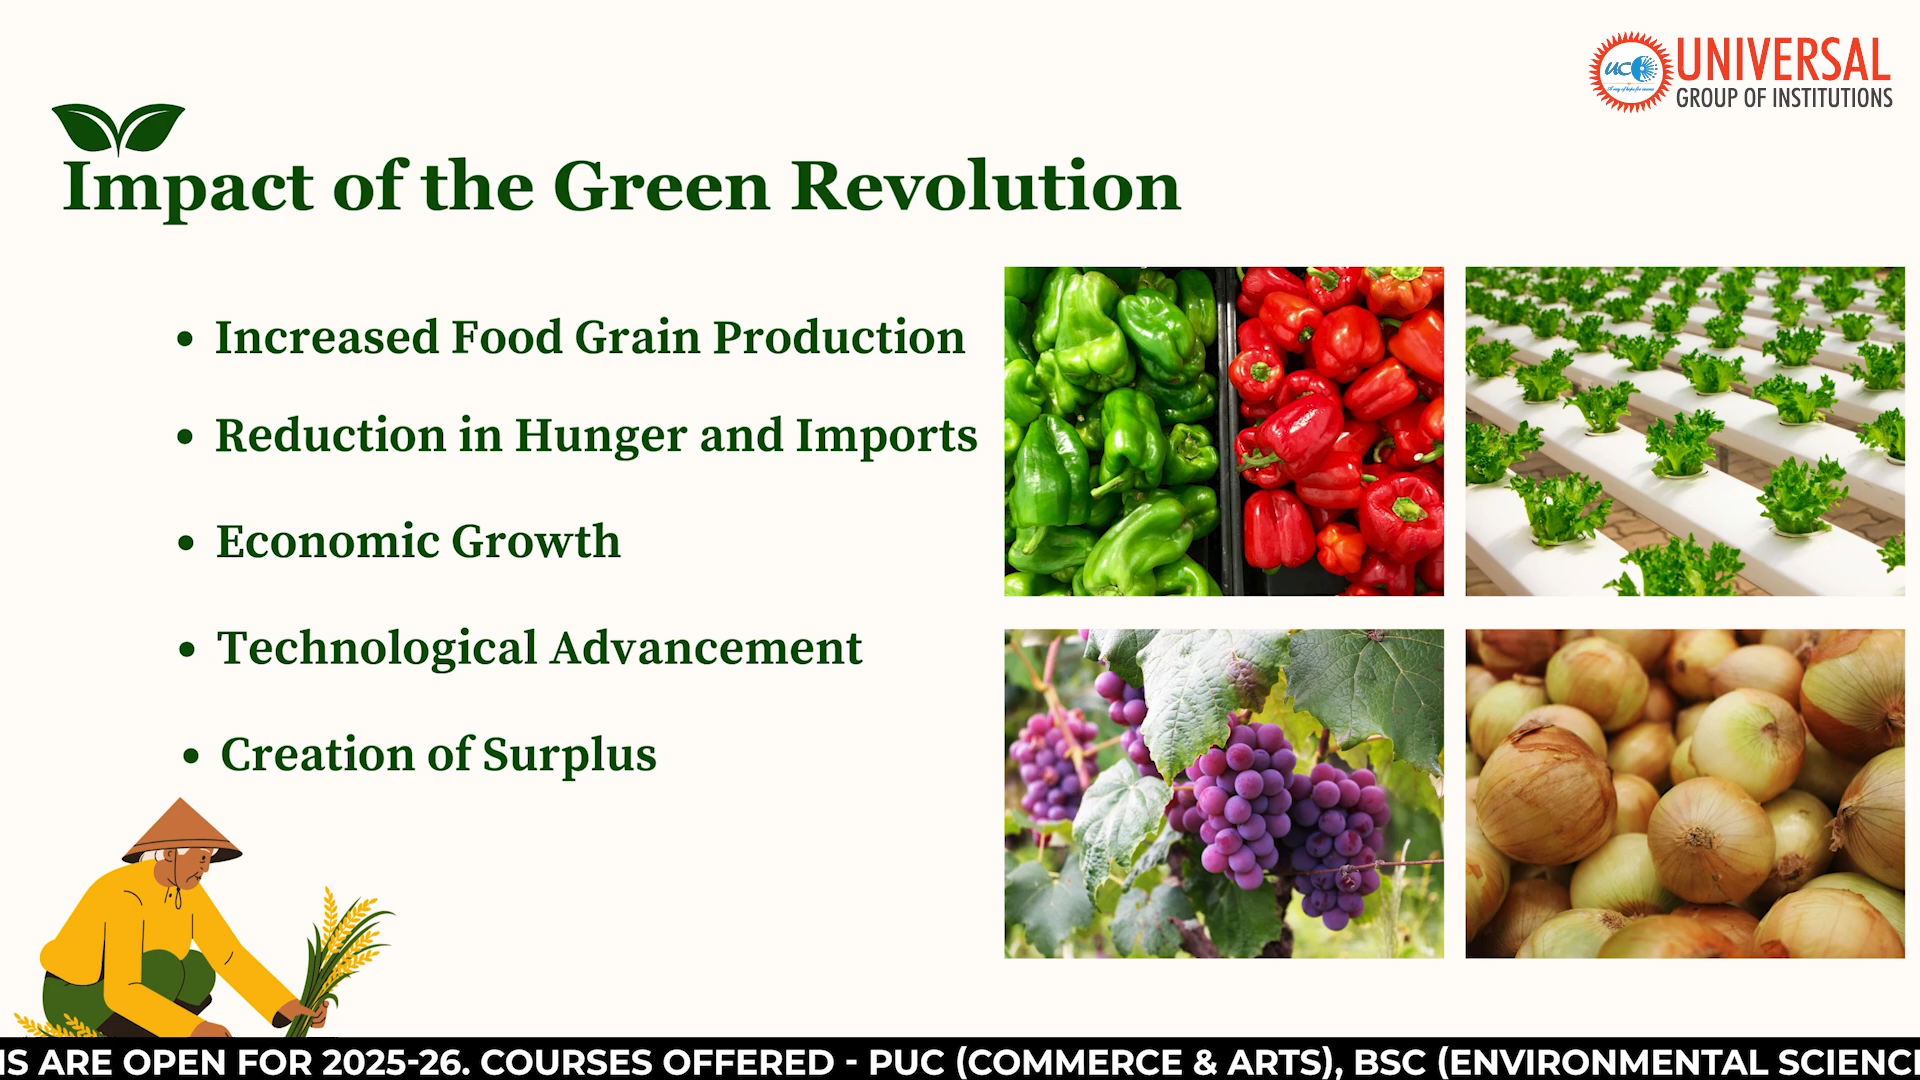 UC
UNIVERSAL
GROUP OF INSTITUTIONS
Impact of the Green Revolution
• Increased Food Grain Production
• Reduction in Hunger and Imports
• Economic Growth
• Technological Advancement
• Creation of Surplus
NS ARE OPEN FOR 2025-26. COURSES OFFERED - PUC (COMMERCE & ARTS), BSC (ENVIRONMENTAL SCIENC